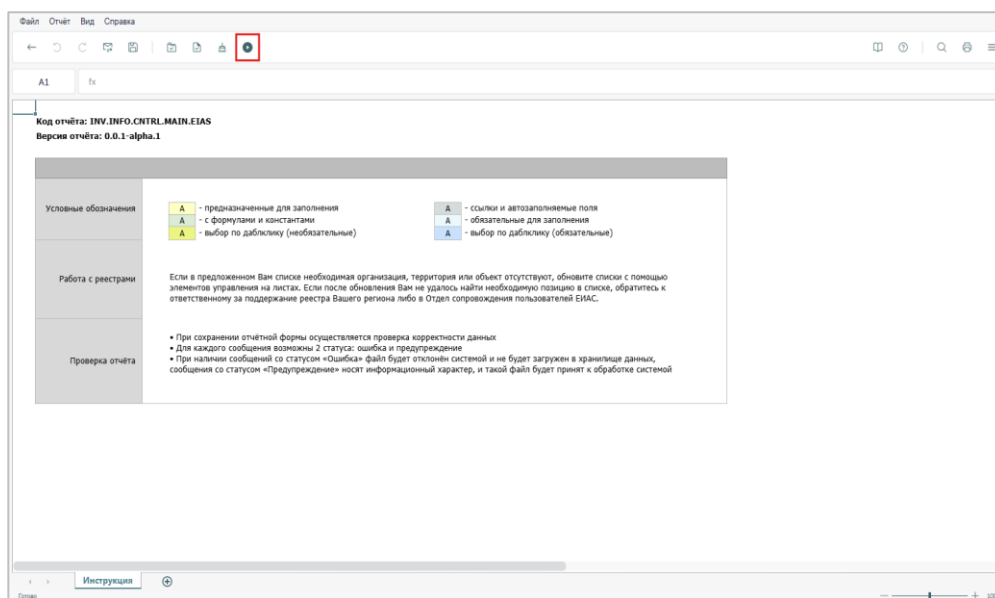 Файл Отчёт Вид Справка
A1 fx
Код отчёта: INV.INFO.CNTRL.MAIN.EIAS
Версия отчёта: 0.0.1-alpha.1
Условные обозначения
A - предназначенные для заполнения
A - с формулами и константами
A - выбор по даблклику (необязательные)
A - ссылки и автозаполняемые поля
A - обязательные для заполнения
A - выбор по даблклику (обязательные)
Работа с реестрами
Если в предложенном Вам списке необходимая организация, территория или объект отсутствуют, обновите списки с помощью
элементов управления на листах. Если после обновления Вам не удалось найти необходимую позицию в списке, обратитесь к
ответственному за поддержание реестра Вашего региона либо в Отдел сопровождения пользователей ЕИАС.
Проверка отчёта
• При сохранении отчётной формы осуществляется проверка корректности данных
• Для каждого сообщения возможны 2 статуса: ошибка и предупреждение
• При наличии сообщений со статусом «Ошибка» файл будет отклонён системой и не будет загружен в хранилище данных,
сообщения со статусом «Предупреждение» носят информационный характер, и такой файл будет принят к обработке системой
Инструкция
Готово